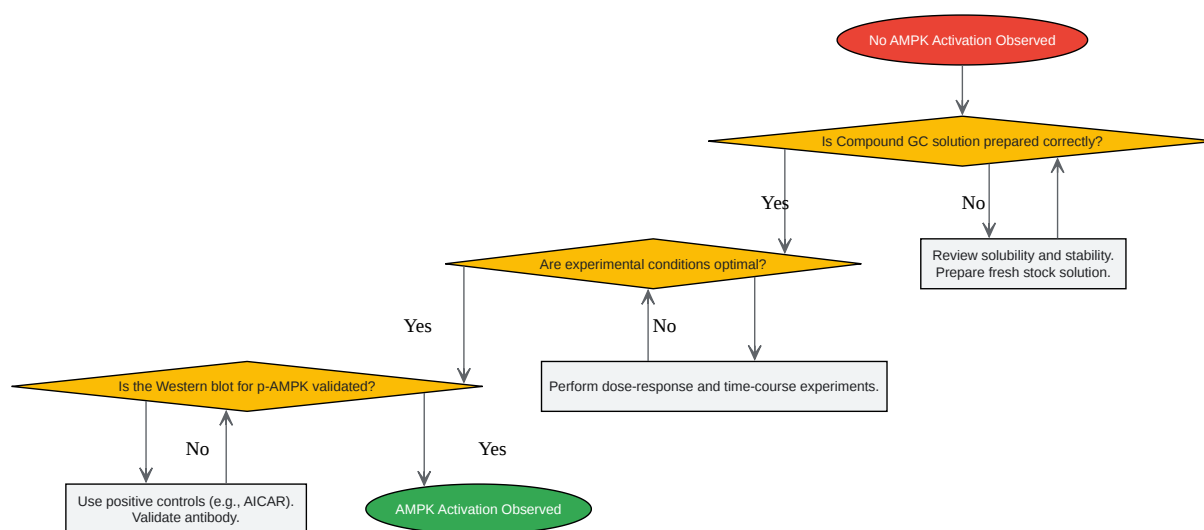 No AMPK Activation Observed
Is Compound GC solution prepared correctly?
Yes
No
Review solubility and stability.
Prepare fresh stock solution.
Are experimental conditions optimal?
Yes
No
Perform dose-response and time-course experiments.
Is the Western blot for p-AMPK validated?
No
Yes
Use positive controls (e.g., AICAR).
Validate antibody.
AMPK Activation Observed